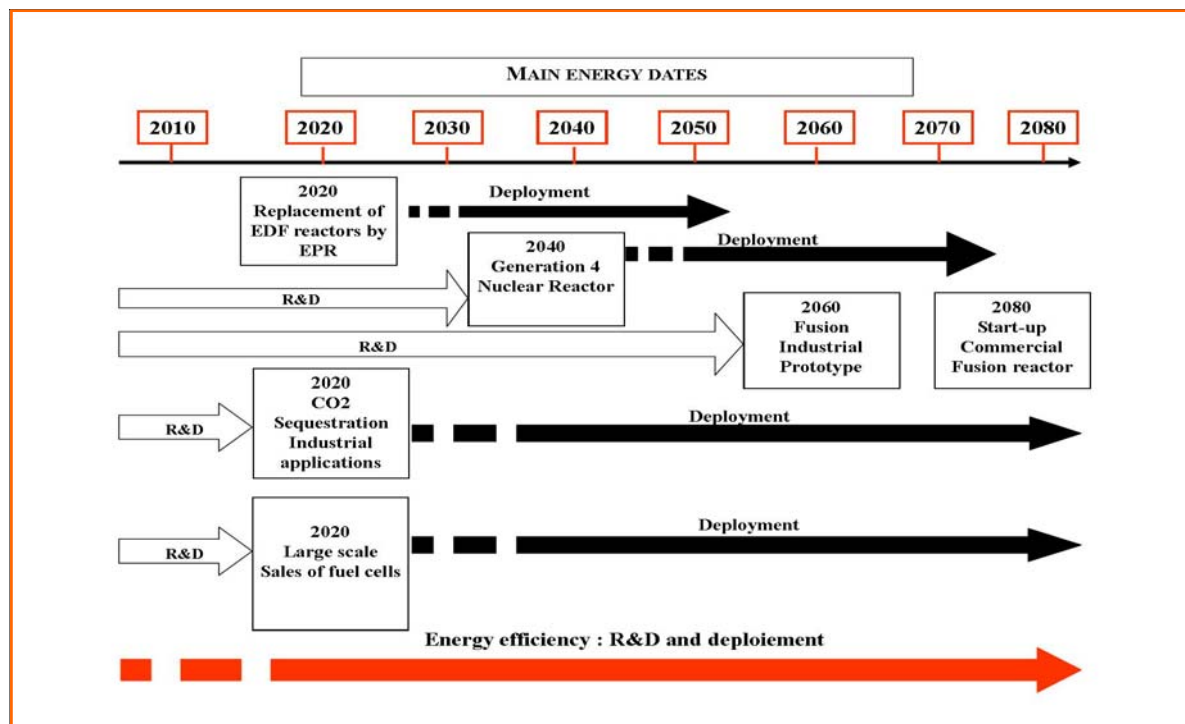 MAIN ENERGY DATES
2010 2020 2030 2040 2050 2060 2070 2080
2020
Replacement of
EDF reactors by
EPR
Deployment
2040
Generation 4
Nuclear Reactor
Deployment
R&D
R&D
2060
Fusion
Industrial
Prototype
2080
Start-up
Commercial
Fusion reactor
R&D
2020
CO2
Sequestration
Industrial
applications
Deployment
R&D
2020
Large scale
Sales of fuel cells
Deployment
Energy efficiency : R&D and deploiement